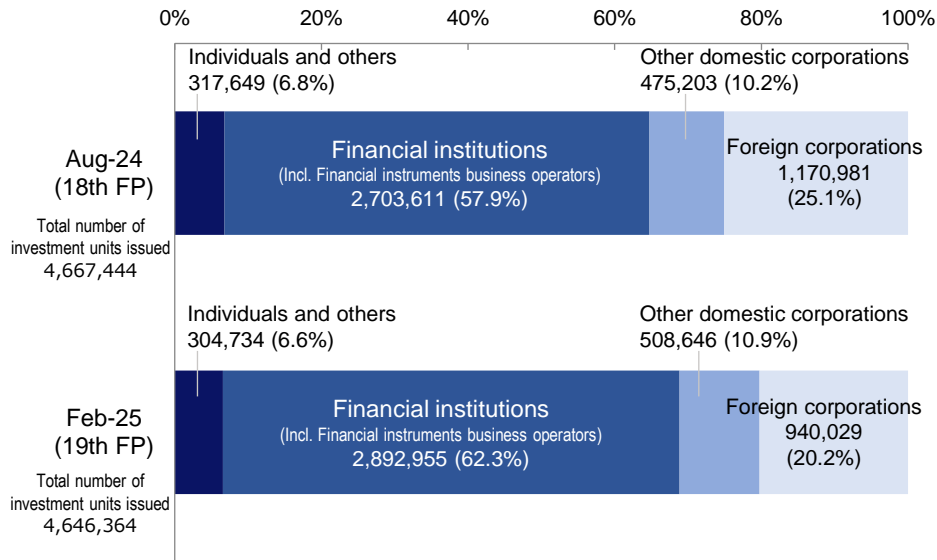 0% 20% 40% 60% 80% 100%
Individuals and others
317,649 (6.8%)
Other domestic corporations
475,203 (10.2%)
Aug-24
(18th FP)
Total number of
investment units issued
4,667,444
Financial institutions
(Incl. Financial instruments business operators)
2,703,611 (57.9%)
Foreign corporations
1,170,981
(25.1%)
Individuals and others
304,734 (6.6%)
Other domestic corporations
508,646 (10.9%)
Feb-25
(19th FP)
Total number of
investment units issued
4,646,364
Financial institutions
(Incl. Financial instruments business operators)
2,892,955 (62.3%)
Foreign corporations
940,029
(20.2%)